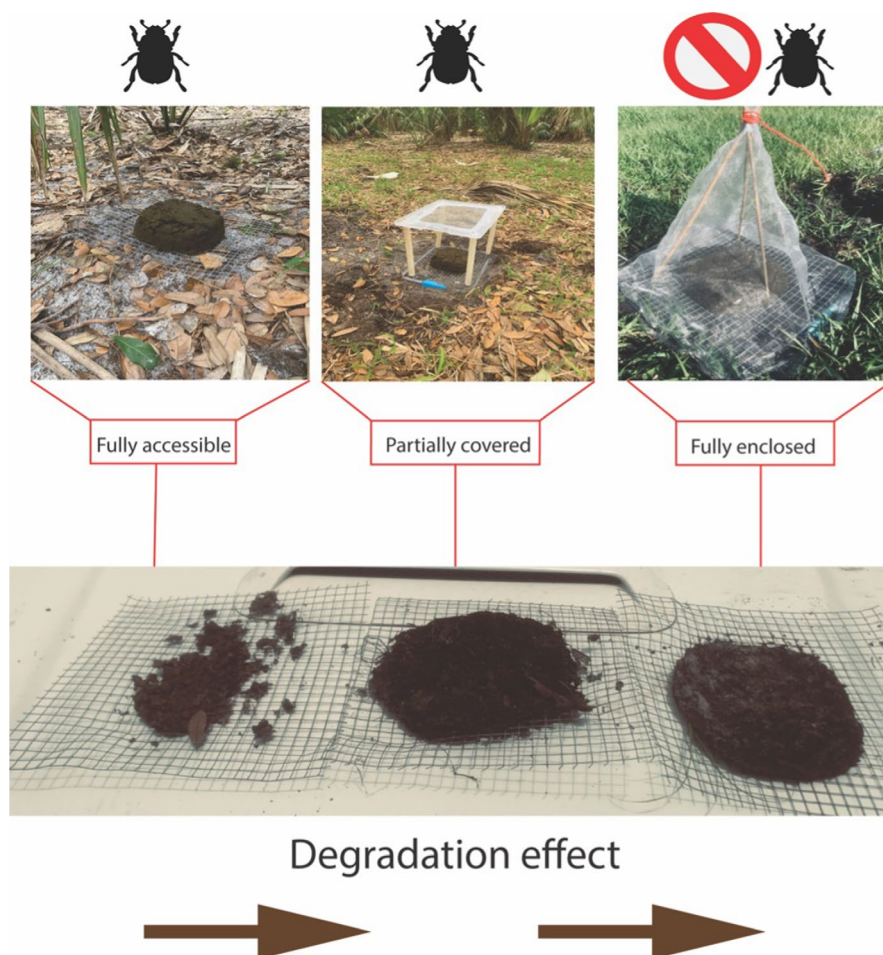 Fully accessible
Partially covered
Fully enclosed
Degradation effect